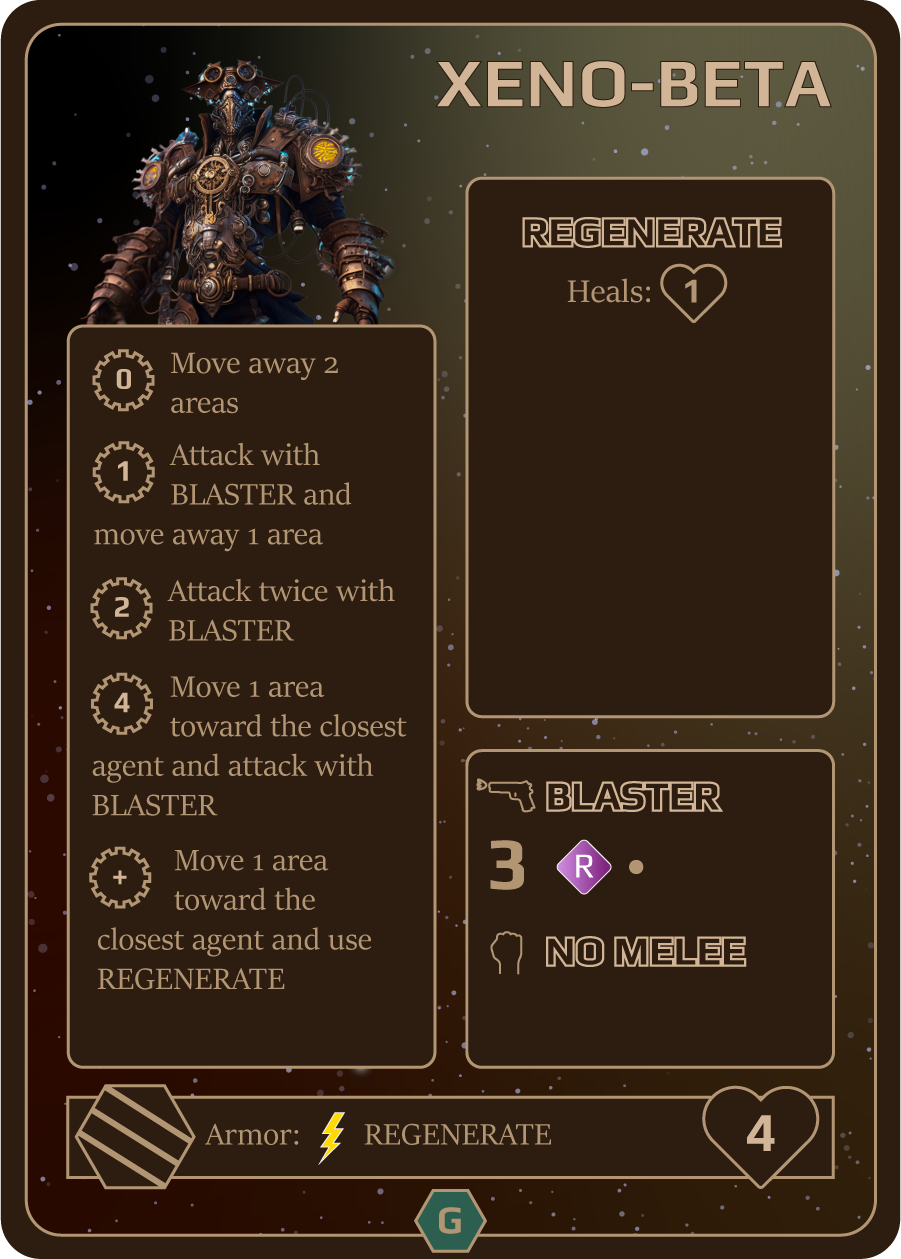 XENO-BETA
REGENERATE
Heals: 1
0 Move away 2
areas
1 Attack with
BLASTER and
move away 1 area
2 Attack twice with
BLASTER
4 Move 1 area
toward the closest
agent and attack with
BLASTER
+ Move 1 area
toward the
closest agent and use
REGENERATE
BLASTER
3 R •
NO MELEE
Armor: REGENERATE
4
G